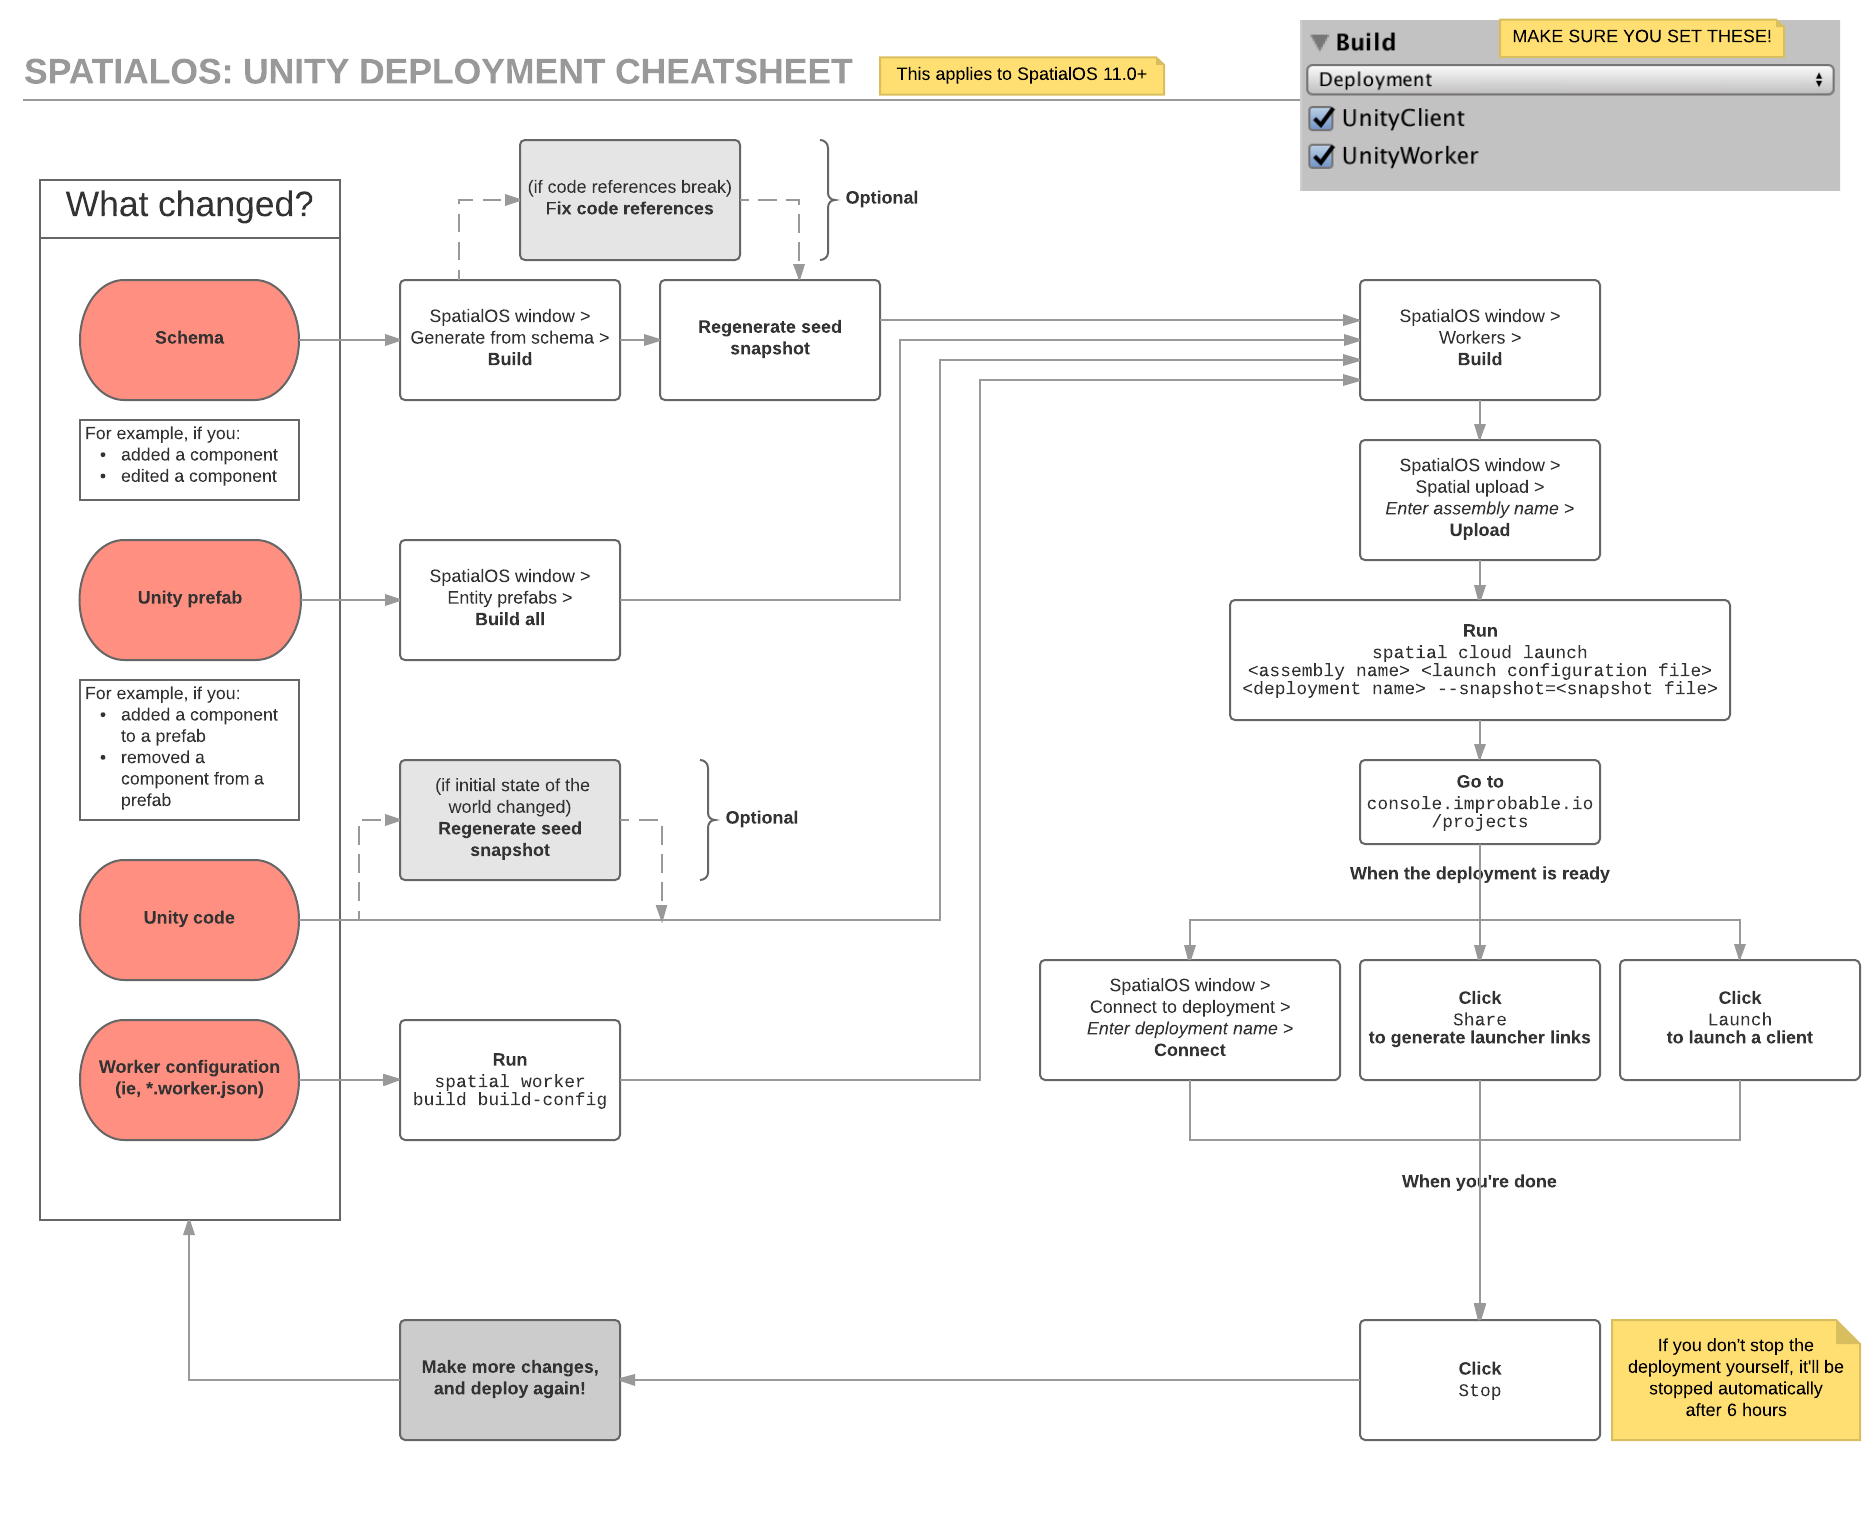 SPATIALOS: UNITY DEPLOYMENT CHEATSHEET
This applies to SpatialOS 11.0+
Build
MAKE SURE YOU SET THESE!
Deployment
UnityClient
UnityWorker
What changed?
Schema
For example, if you:
• added a component
• edited a component
Unity prefab
For example, if you:
• added a component
to a prefab
• removed a
component from a
prefab
Unity code
Worker configuration
(ie, *.worker.json)
(if code references break)
Fix code references
Optional
SpatialOS window >
Generate from schema >
Build
Regenerate seed
snapshot
SpatialOS window >
Entity prefabs >
Build all
(if initial state of the
world changed)
Regenerate seed
snapshot
Optional
Run
spatial worker
build build-config
SpatialOS window >
Workers >
Build
SpatialOS window >
Spatial upload >
Enter assembly name >
Upload
Run
spatial cloud launch
<assembly name> <launch configuration file>
<deployment name> --snapshot=<snapshot file>
Go to
console.improbable.io
/projects
When the deployment is ready
SpatialOS window >
Connect to deployment >
Enter deployment name >
Connect
Click
Share
to generate launcher links
Click
Launch
to launch a client
When you're done
Click
Stop
If you don't stop the
deployment yourself, it'll be
stopped automatically
after 6 hours
Make more changes,
and deploy again!